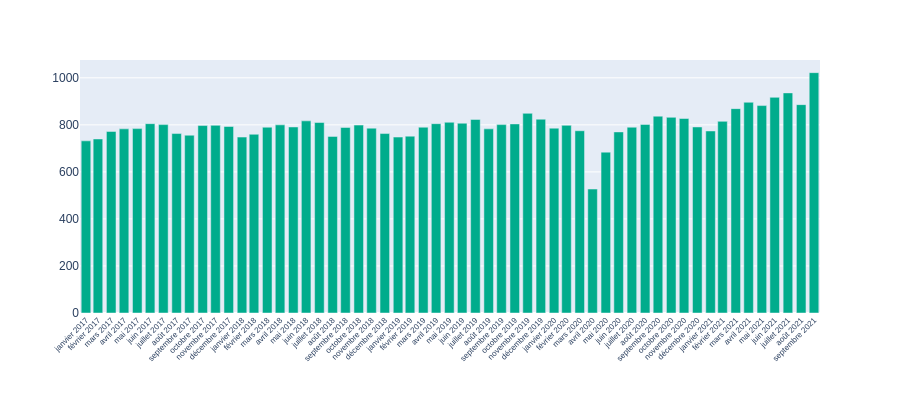 1000
800
600
400
200
0
janvier 2017
février 2017
mars 2017
avril 2017
mai 2017
juin 2017
juillet 2017
août 2017
septembre 2017
octobre 2017
novembre 2017
décembre 2017
janvier 2018
février 2018
mars 2018
avril 2018
mai 2018
juin 2018
juillet 2018
août 2018
septembre 2018
octobre 2018
novembre 2018
décembre 2018
janvier 2019
février 2019
mars 2019
avril 2019
mai 2019
juin 2019
juillet 2019
août 2019
septembre 2019
octobre 2019
novembre 2019
décembre 2019
janvier 2020
février 2020
mars 2020
avril 2020
mai 2020
juin 2020
juillet 2020
août 2020
septembre 2020
octobre 2020
novembre 2020
décembre 2020
janvier 2021
février 2021
mars 2021
avril 2021
mai 2021
juin 2021
juillet 2021
août 2021
septembre 2021